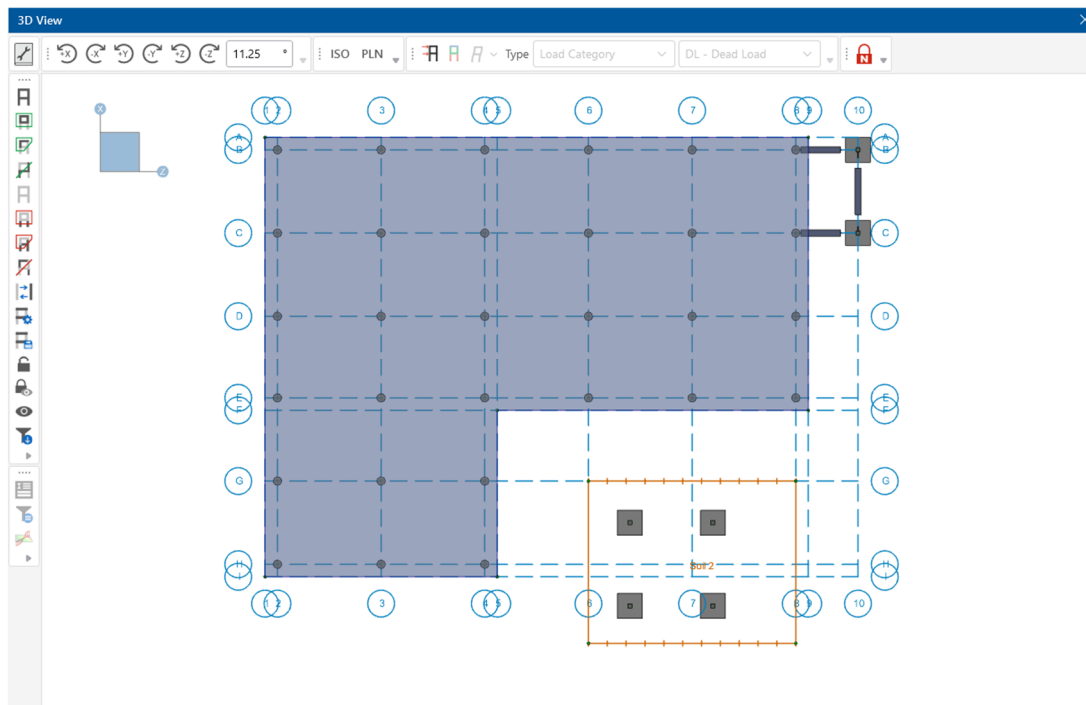 3D View
+X -X +Y -Y +Z -Z 11.25 ° ISO PLN Type Load Category DL - Dead Load N
X
Z
1 2 3 4 5 6 7 8 9 10
A A
B B
C C
D D
E E
F F
G G
Soil 2
H H
I I
1 2 3 4 5 6 7 8 9 10